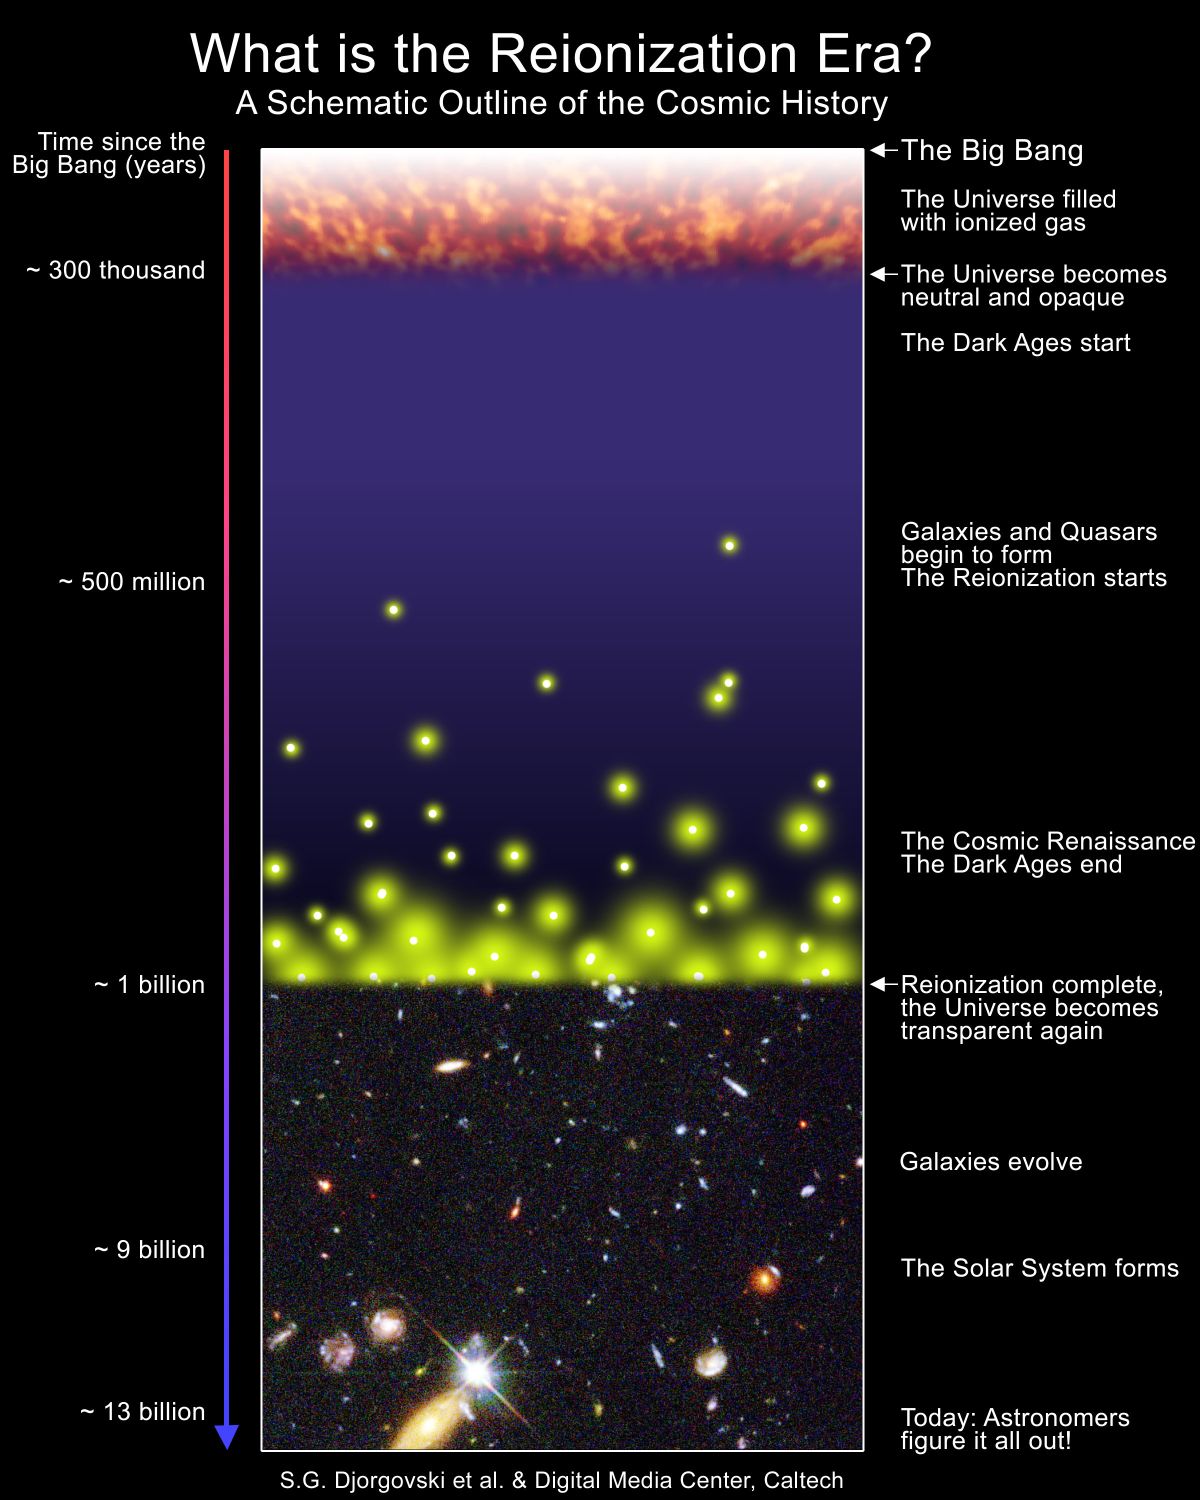 What is the Reionization Era?
A Schematic Outline of the Cosmic History
Time since the
Big Bang (years)
The Big Bang
The Universe filled
with ionized gas
~ 300 thousand
The Universe becomes
neutral and opaque
The Dark Ages start
Galaxies and Quasars
begin to form
The Reionization starts
~ 500 million
The Cosmic Renaissance
The Dark Ages end
~ 1 billion
Reionization complete,
the Universe becomes
transparent again
Galaxies evolve
~ 9 billion
The Solar System forms
~ 13 billion
Today: Astronomers
figure it all out!
S.G. Djorgovski et al. & Digital Media Center, Caltech